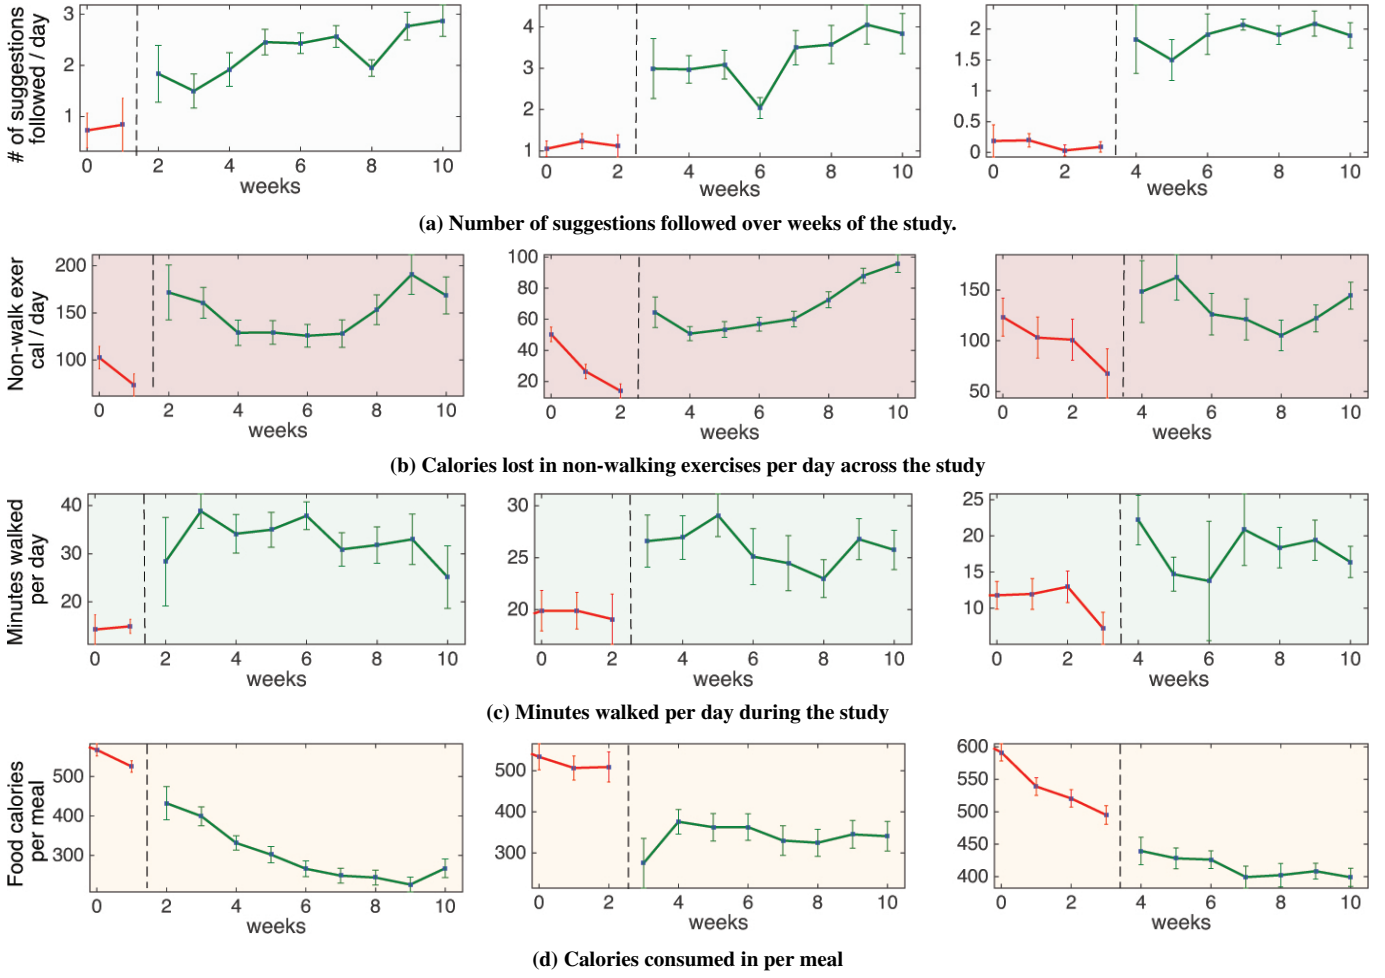 # of suggestions
followed / day
3
2
1
0 2 4 6 8 10
weeks
4
3
2
1
0 2 4 6 8 10
weeks
2
1.5
1
0.5
0
0 2 4 6 8 10
weeks
(a) Number of suggestions followed over weeks of the study.
Non-walk exer
cal / day
200
150
100
0 2 4 6 8 10
weeks
100
80
60
40
20
0 2 4 6 8 10
weeks
150
100
50
0 2 4 6 8 10
weeks
(b) Calories lost in non-walking exercises per day across the study
Minutes walked
per day
40
30
20
0 2 4 6 8 10
weeks
30
25
20
0 2 4 6 8 10
weeks
25
20
15
10
0 2 4 6 8 10
weeks
(c) Minutes walked per day during the study
Food calories
per meal
500
400
300
0 2 4 6 8 10
weeks
500
400
300
0 2 4 6 8 10
weeks
600
550
500
450
400
0 2 4 6 8 10
weeks
(d) Calories consumed in per meal